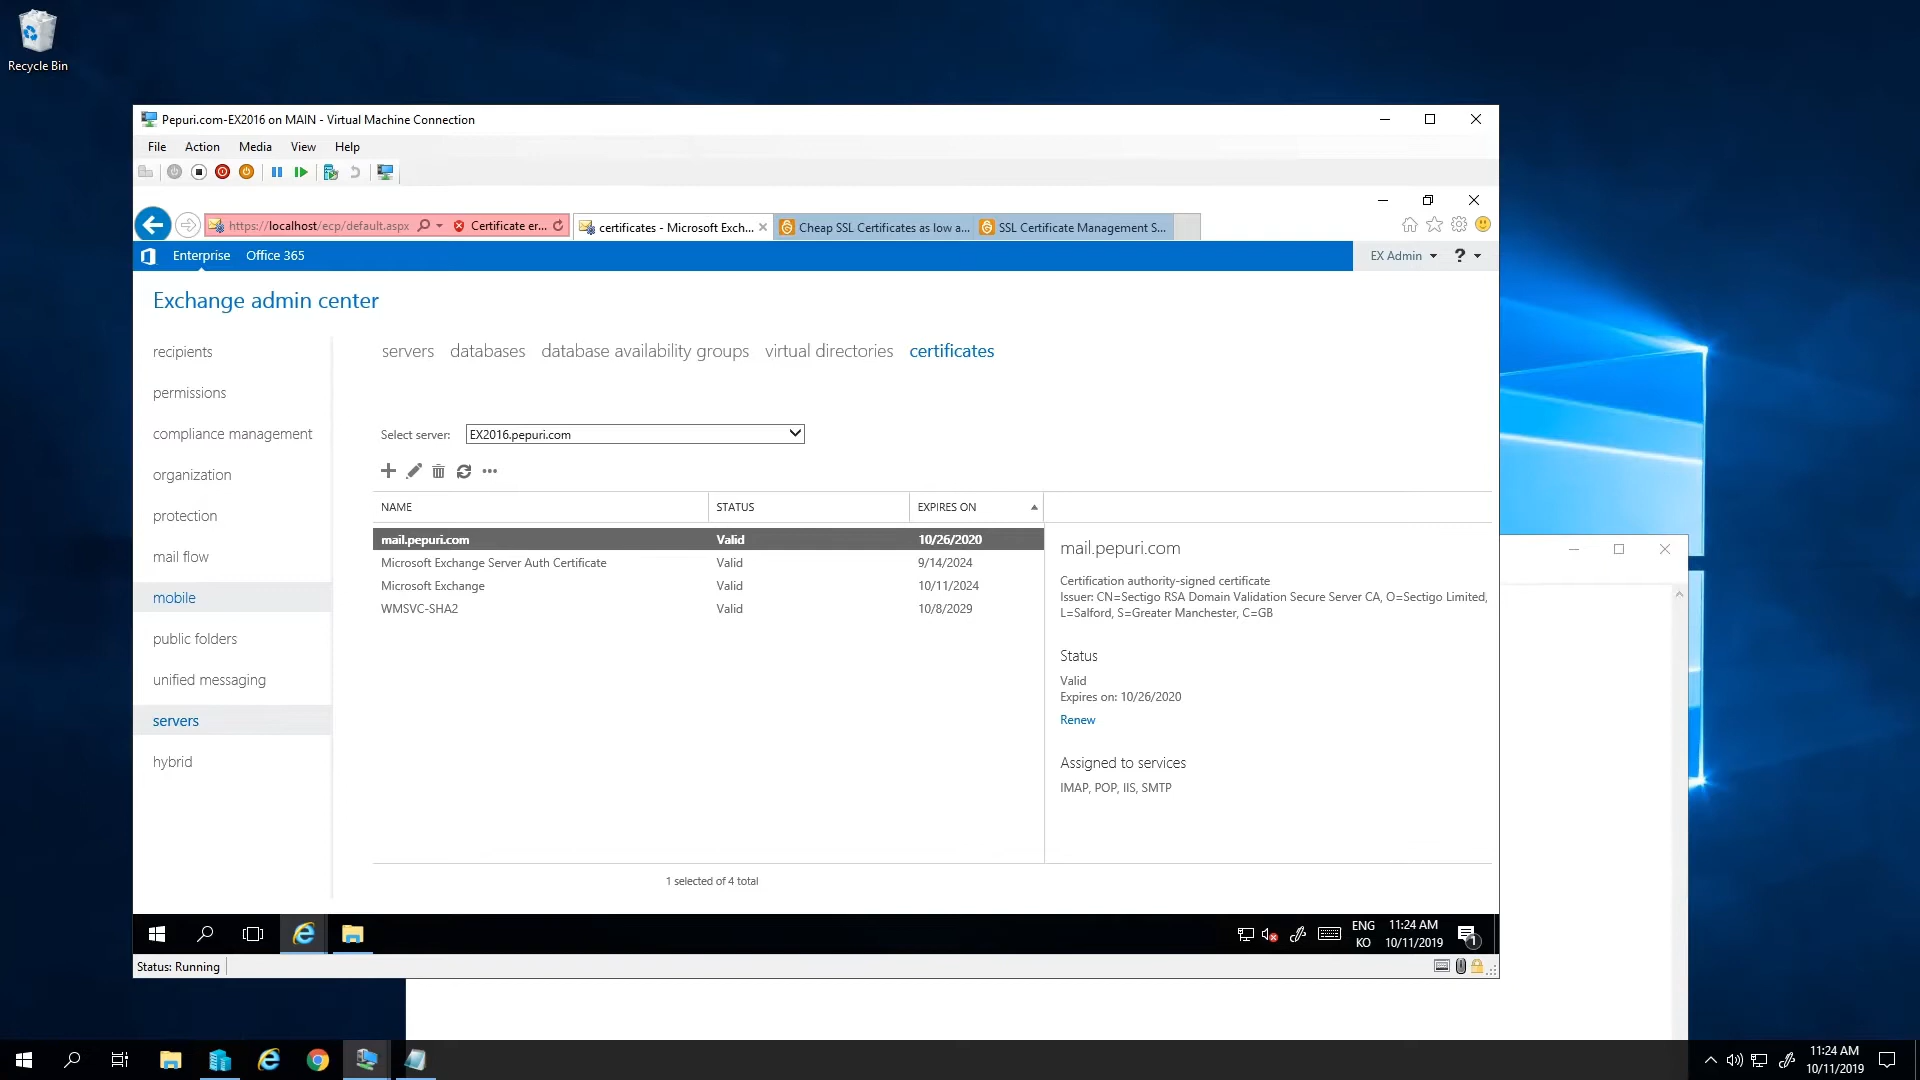 Recycle Bin
Pepuri.com-EX2016 on MAIN - Virtual Machine Connection
File Action Media View Help
https://localhost/ecp/default.aspx
Certificate er...
certificates - Microsoft Exch...
Cheap SSL Certificates as low a...
SSL Certificate Management S...
Enterprise Office 365
EX Admin ?
Exchange admin center
recipients
permissions
compliance management
organization
protection
mail flow
mobile
public folders
unified messaging
servers
hybrid
servers databases database availability groups virtual directories certificates
Select server: EX2016.pepuri.com
NAME STATUS EXPIRES ON
mail.pepuri.com Valid 10/26/2020
Microsoft Exchange Server Auth Certificate Valid 9/14/2024
Microsoft Exchange Valid 10/11/2024
WMSVC-SHA2 Valid 10/8/2029
mail.pepuri.com
Certification authority-signed certificate
Issuer: CN=Sectigo RSA Domain Validation Secure Server CA, O=Sectigo Limited,
L=Salford, S=Greater Manchester, C=GB
Status
Valid
Expires on: 10/26/2020
Renew
Assigned to services
IMAP, POP, IIS, SMTP
1 selected of 4 total
ENG
KO
11:24 AM
10/11/2019
1
Status: Running
11:24 AM
10/11/2019